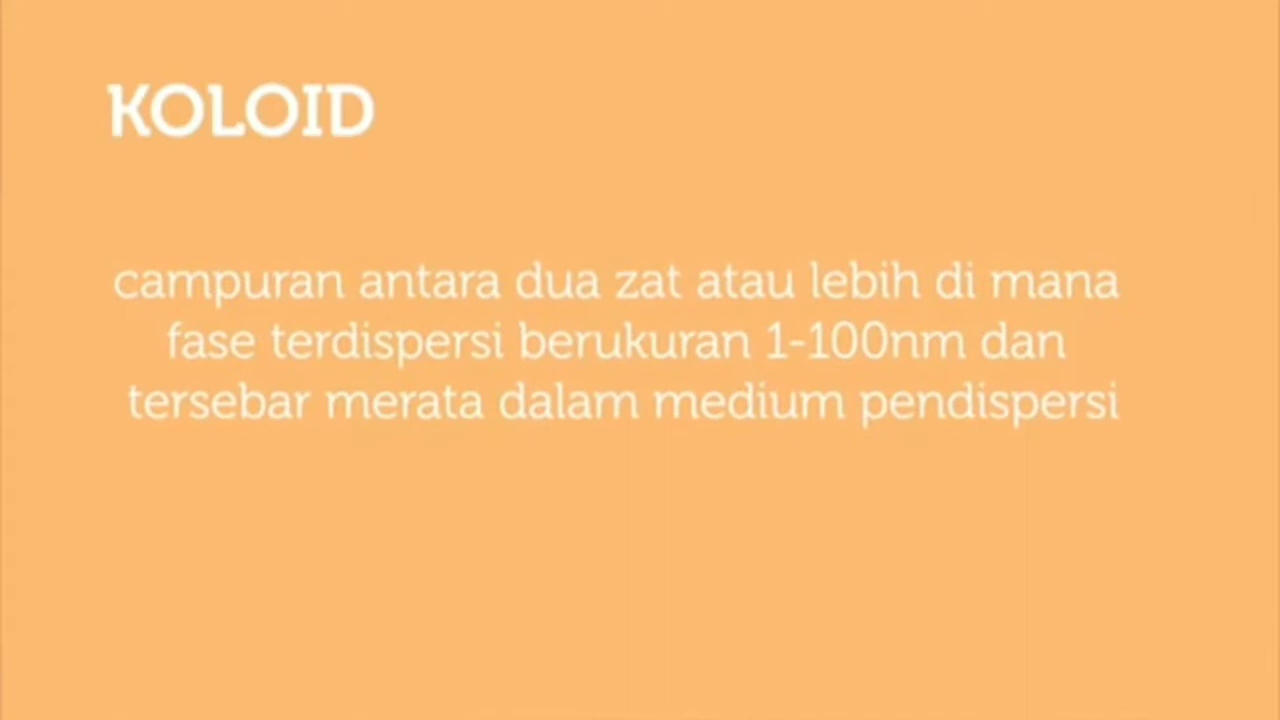 KOLOID
campuran antara dua zat atau lebih di mana
fase terdispersi berukuran 1-100nm dan
tersebar merata dalam medium pendispersi